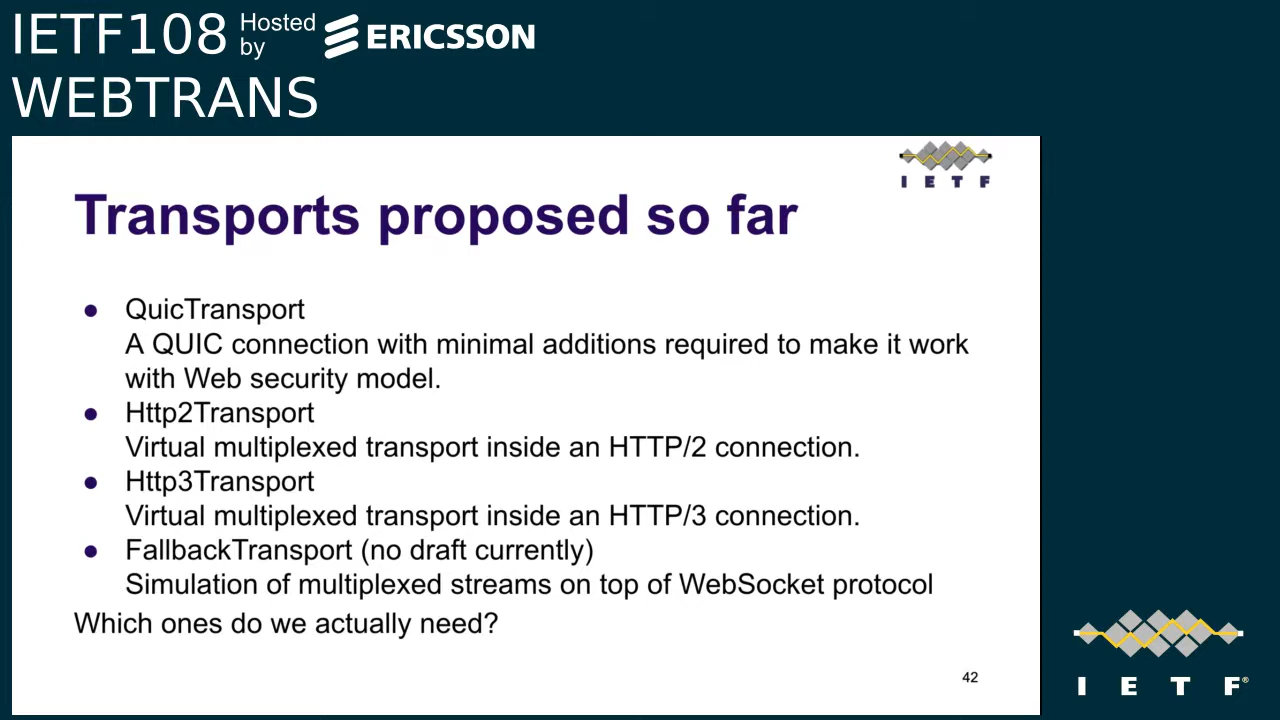 IETF108 Hosted by ERICSSON
WEBTRANS
I E T F
Transports proposed so far
● QuicTransport
A QUIC connection with minimal additions required to make it work
with Web security model.
● Http2Transport
Virtual multiplexed transport inside an HTTP/2 connection.
● Http3Transport
Virtual multiplexed transport inside an HTTP/3 connection.
● FallbackTransport (no draft currently)
Simulation of multiplexed streams on top of WebSocket protocol
Which ones do we actually need?
42
I E T F®